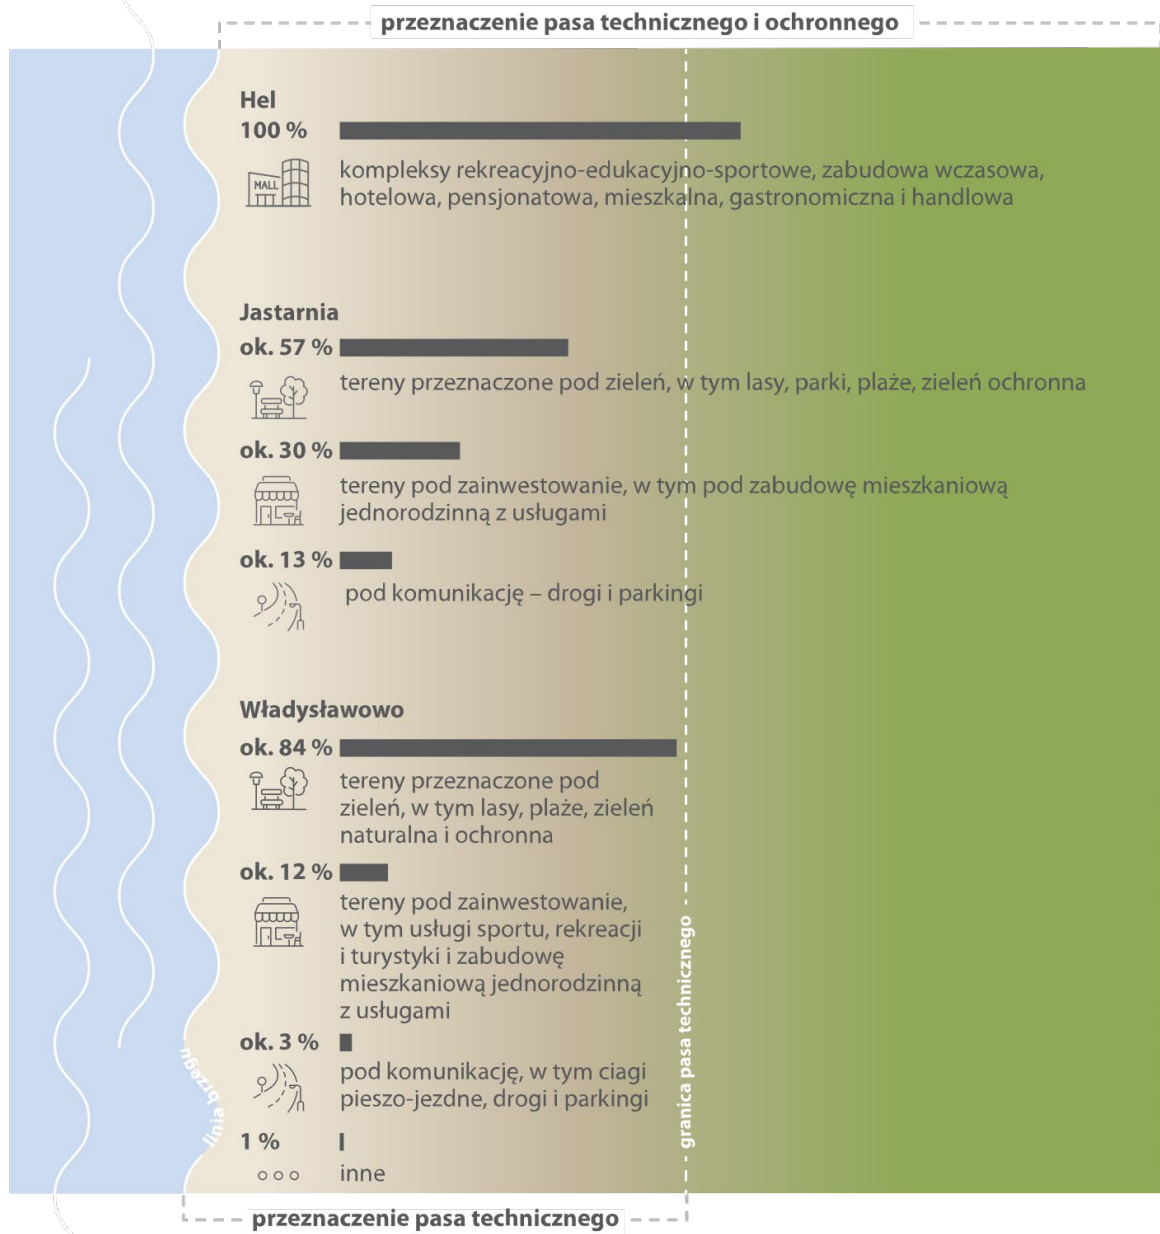 przeznaczenie pasa technicznego i ochronnego
Hel
100 %
MALL
kompleksy rekreacyjno-edukacyjno-sportowe, zabudowa wczasowa,
hotelowa, pensjonatowa, mieszkalna, gastronomiczna i handlowa
Jastarnia
ok. 57 %
tereny przeznaczone pod zieleń, w tym lasy, parki, plaże, zieleń ochronna
ok. 30 %
tereny pod zainwestowanie, w tym pod zabudowę mieszkaniową
jednorodzinną z usługami
ok. 13 %
pod komunikację – drogi i parkingi
Władysławowo
ok. 84 %
tereny przeznaczone pod
zieleń, w tym lasy, plaże, zieleń
naturalna i ochronna
ok. 12 %
tereny pod zainwestowanie,
w tym usługi sportu, rekreacji
i turystyki i zabudowę
mieszkaniową jednorodzinną
z usługami
ok. 3 %
pod komunikację, w tym ciagi
pieszo-jezdne, drogi i parkingi
1 %
inne
linia brzegu
granica pasa technicznego
przeznaczenie pasa technicznego